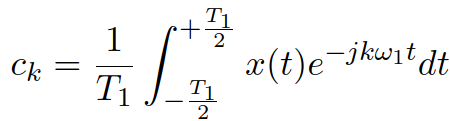 $c_k = \frac{1}{T_1} \int_{-\frac{T_1}{2}}^{+\frac{T_1}{2}} x(t) e^{-jk\omega_1 t} dt$